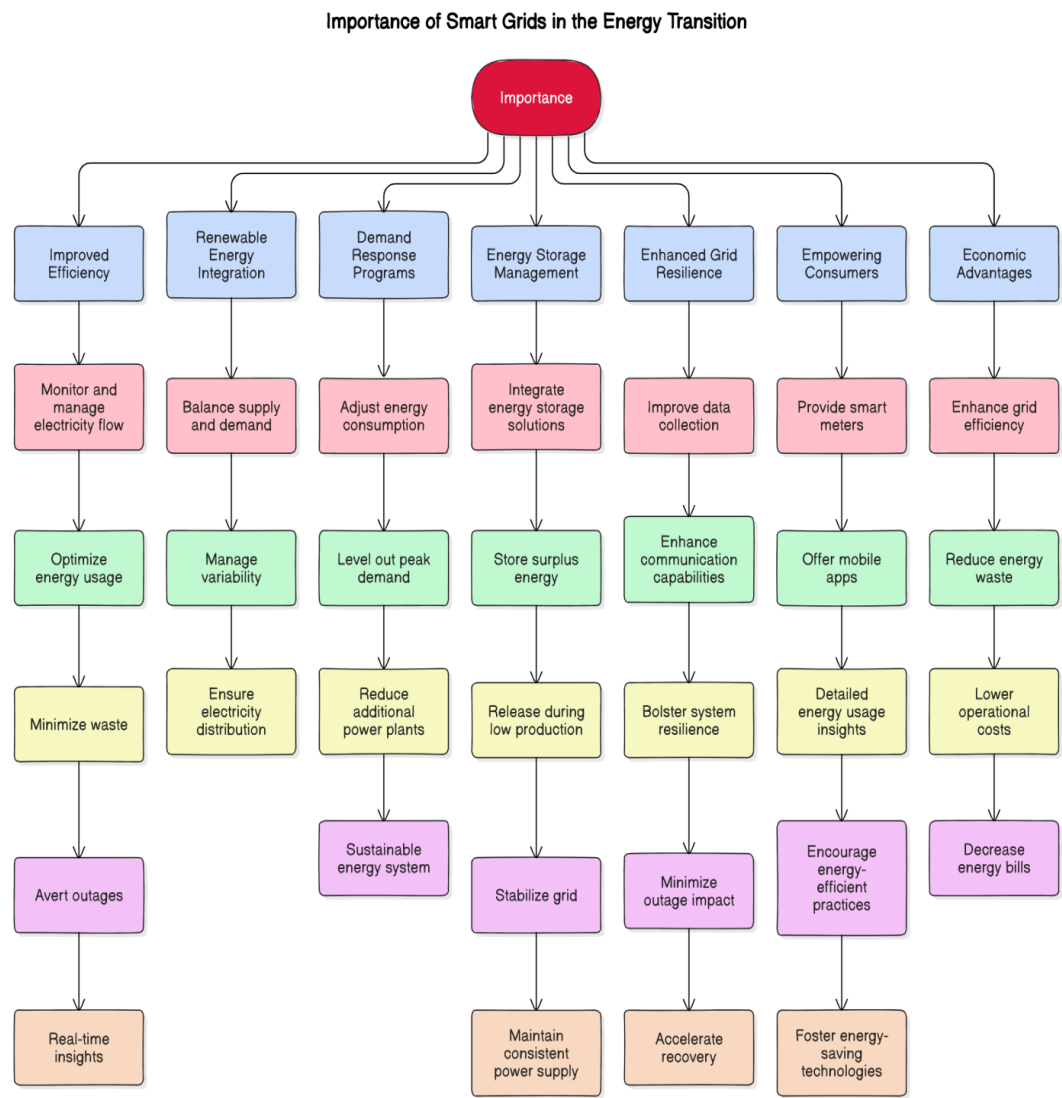 Importance of Smart Grids in the Energy Transition
Importance
Improved
Efficiency
Renewable
Energy
Integration
Demand
Response
Programs
Energy Storage
Management
Enhanced Grid
Resilience
Empowering
Consumers
Economic
Advantages
Monitor and
manage
electricity flow
Balance supply
and demand
Adjust energy
consumption
Integrate
energy storage
solutions
Improve data
collection
Provide smart
meters
Enhance grid
efficiency
Optimize
energy usage
Manage
variability
Level out peak
demand
Store surplus
energy
Enhance
communication
capabilities
Offer mobile
apps
Reduce energy
waste
Minimize waste
Ensure
electricity
distribution
Reduce
additional
power plants
Release during
low production
Bolster system
resilience
Detailed
energy usage
insights
Lower
operational
costs
Avert outages
Sustainable
energy system
Stabilize grid
Minimize
outage impact
Encourage
energy-
efficient
practices
Decrease
energy bills
Real-time
insights
Maintain
consistent
power supply
Accelerate
recovery
Foster energy-
saving
technologies